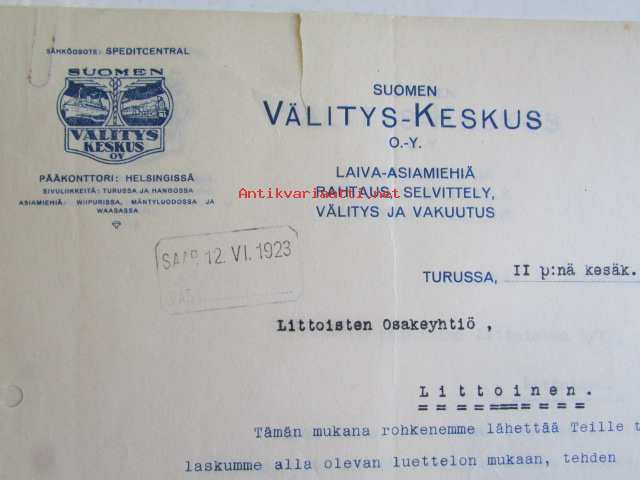 SÄHKÖOSOTE: SPEDITCENTRAL
SUOMEN
VÄLITYS
KESKUS
OY
PÄÄKONTTORI: HELSINGISSÄ
SIVULIIKKEITÄ: TURUSSA JA HANGOSSA
ASIAMIEHIÄ: WIIPURISSA, MÄNTYLUODOSSA JA
WAASASSA
SUOMEN
VÄLITYS-KESKUS
O.-Y.
LAIVA-ASIAMIEHIÄ
RAHTAUS, SELVITTELY,
VÄLITYS JA VAKUUTUS
Antikvariaatti.net
SAAP. 12. VI. 1923
TURUSSA, II p:nä kesäk.
Littoisten Osakeyhtiö,
Littoinen.
Tämän mukana rohkenemme lähettää Teille t
laskumme alla olevan luettelon mukaan, tehden